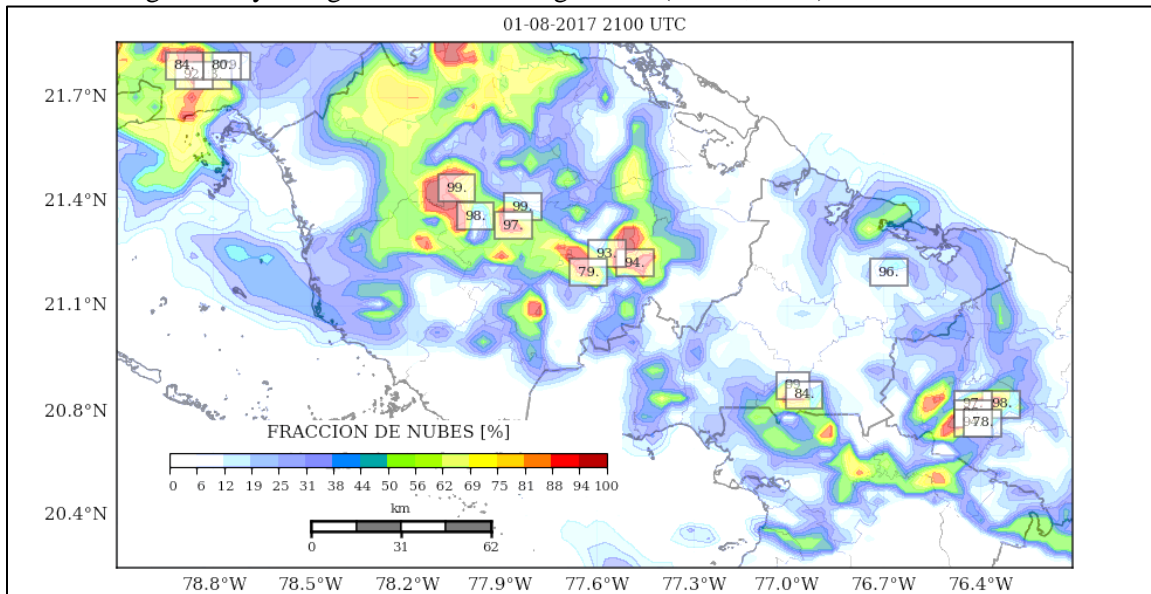 01-08-2017 2100 UTC
21.7°N
21.4°N
21.1°N
20.8°N
20.4°N
84.
80.
99.
98.
99.
97.
93.
79.
94.
96.
84.
97.
98.
78.
FRACCION DE NUBES [%]
0 6 12 19 25 31 38 44 50 56 62 69 75 81 88 94 100
km
0 31 62
78.8°W 78.5°W 78.2°W 77.9°W 77.6°W 77.3°W 77.0°W 76.7°W 76.4°W